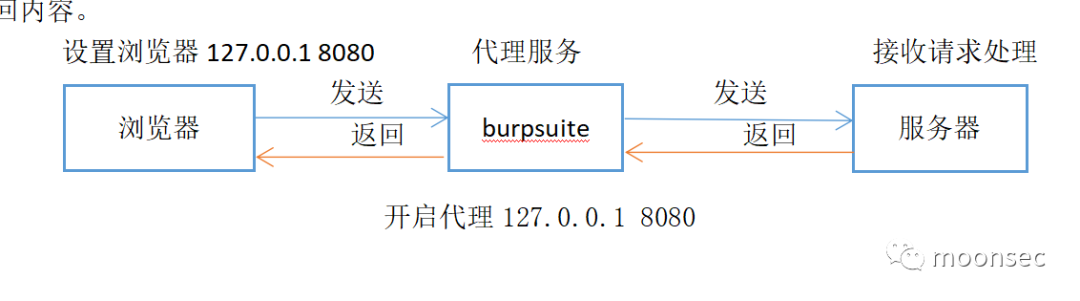 回内容。
设置浏览器 127.0.0.1 8080 代理服务 接收请求处理
发送 发送
浏览器 burpsuite 服务器
返回 返回
开启代理 127.0.0.1 8080
moonsec